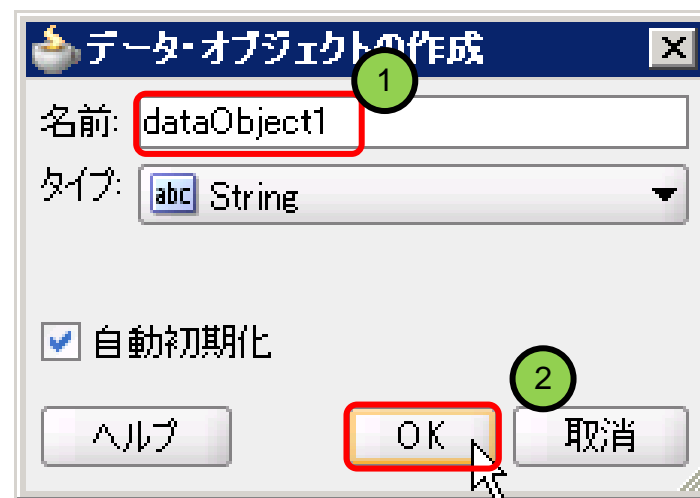 データ・オブジェクトの作成
1
名前: dataObject1
タイプ: abc String
自動初期化
2
ヘルプ OK 取消